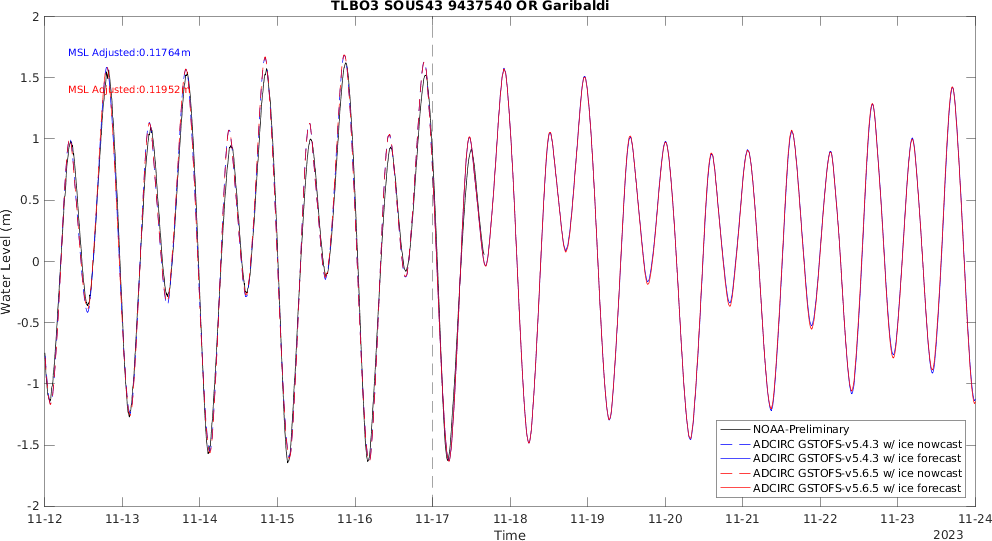 TLBO3 SOUS43 9437540 OR Garibaldi
MSL Adjusted:0.11764m
MSL Adjusted:0.11952m
Water Level (m)
2
1.5
1
0.5
0
-0.5
-1
-1.5
-2
NOAA-Preliminary
ADCIRC GSTOFS-v5.4.3 w/ ice nowcast
ADCIRC GSTOFS-v5.4.3 w/ ice forecast
ADCIRC GSTOFS-v5.6.5 w/ ice nowcast
ADCIRC GSTOFS-v5.6.5 w/ ice forecast
11-12 11-13 11-14 11-15 11-16 11-17 11-18 11-19 11-20 11-21 11-22 11-23 11-24
Time
2023